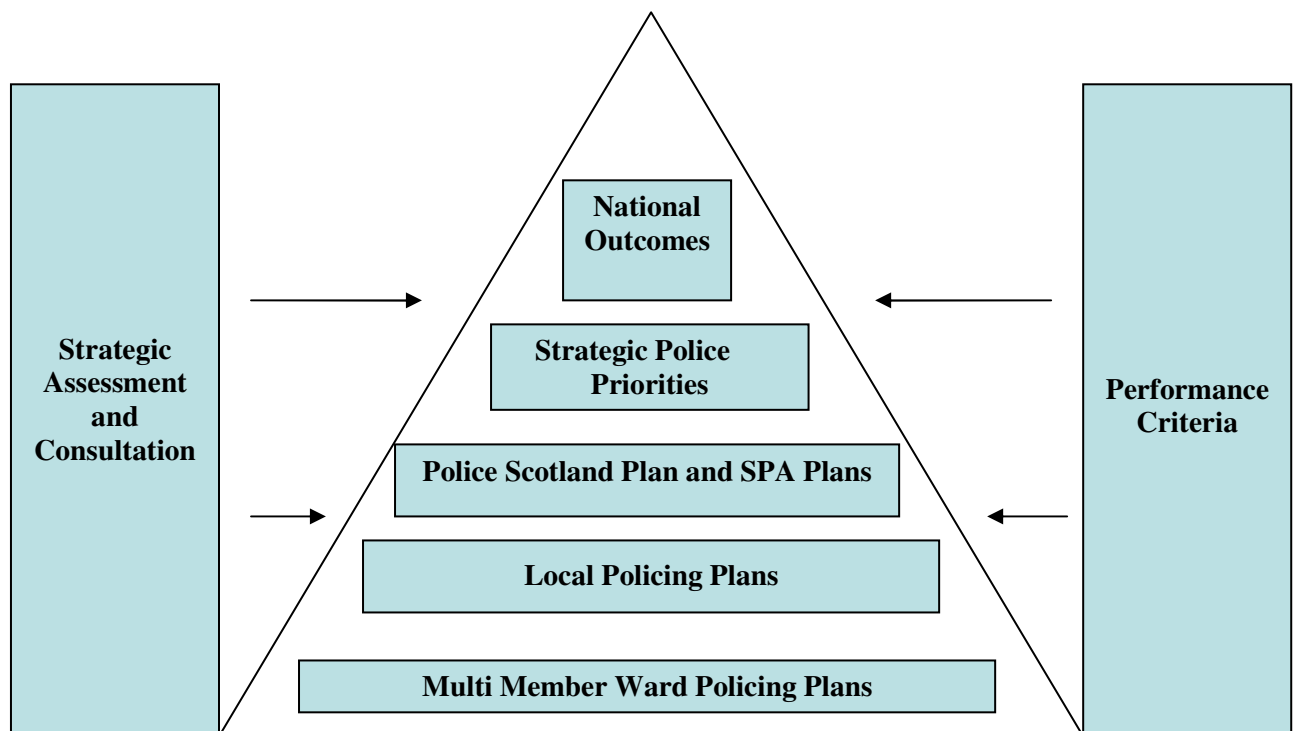 National
Outcomes
Strategic Police
Priorities
Strategic
Assessment
and
Consultation
Performance
Criteria
Police Scotland Plan and SPA Plans
Local Policing Plans
Multi Member Ward Policing Plans